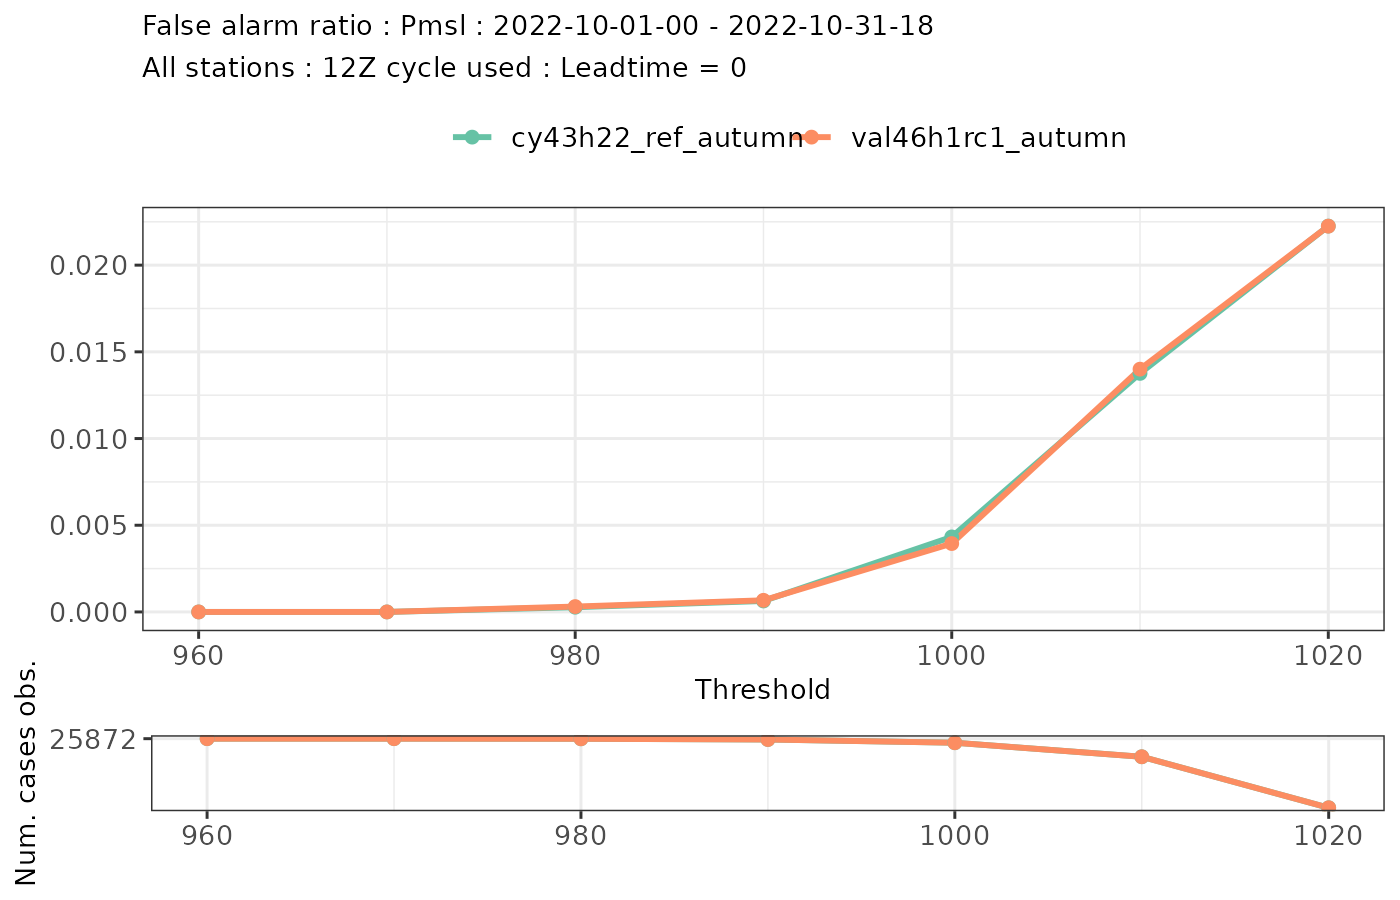 False alarm ratio : Pmsl : 2022-10-01-00 - 2022-10-31-18
All stations : 12Z cycle used : Leadtime = 0
cy43h22_ref_autumn val46h1rc1_autumn
0.020
0.015
0.010
0.005
0.000
960 980 1000 1020
Threshold
Num. cases obs.
25872
960 980 1000 1020